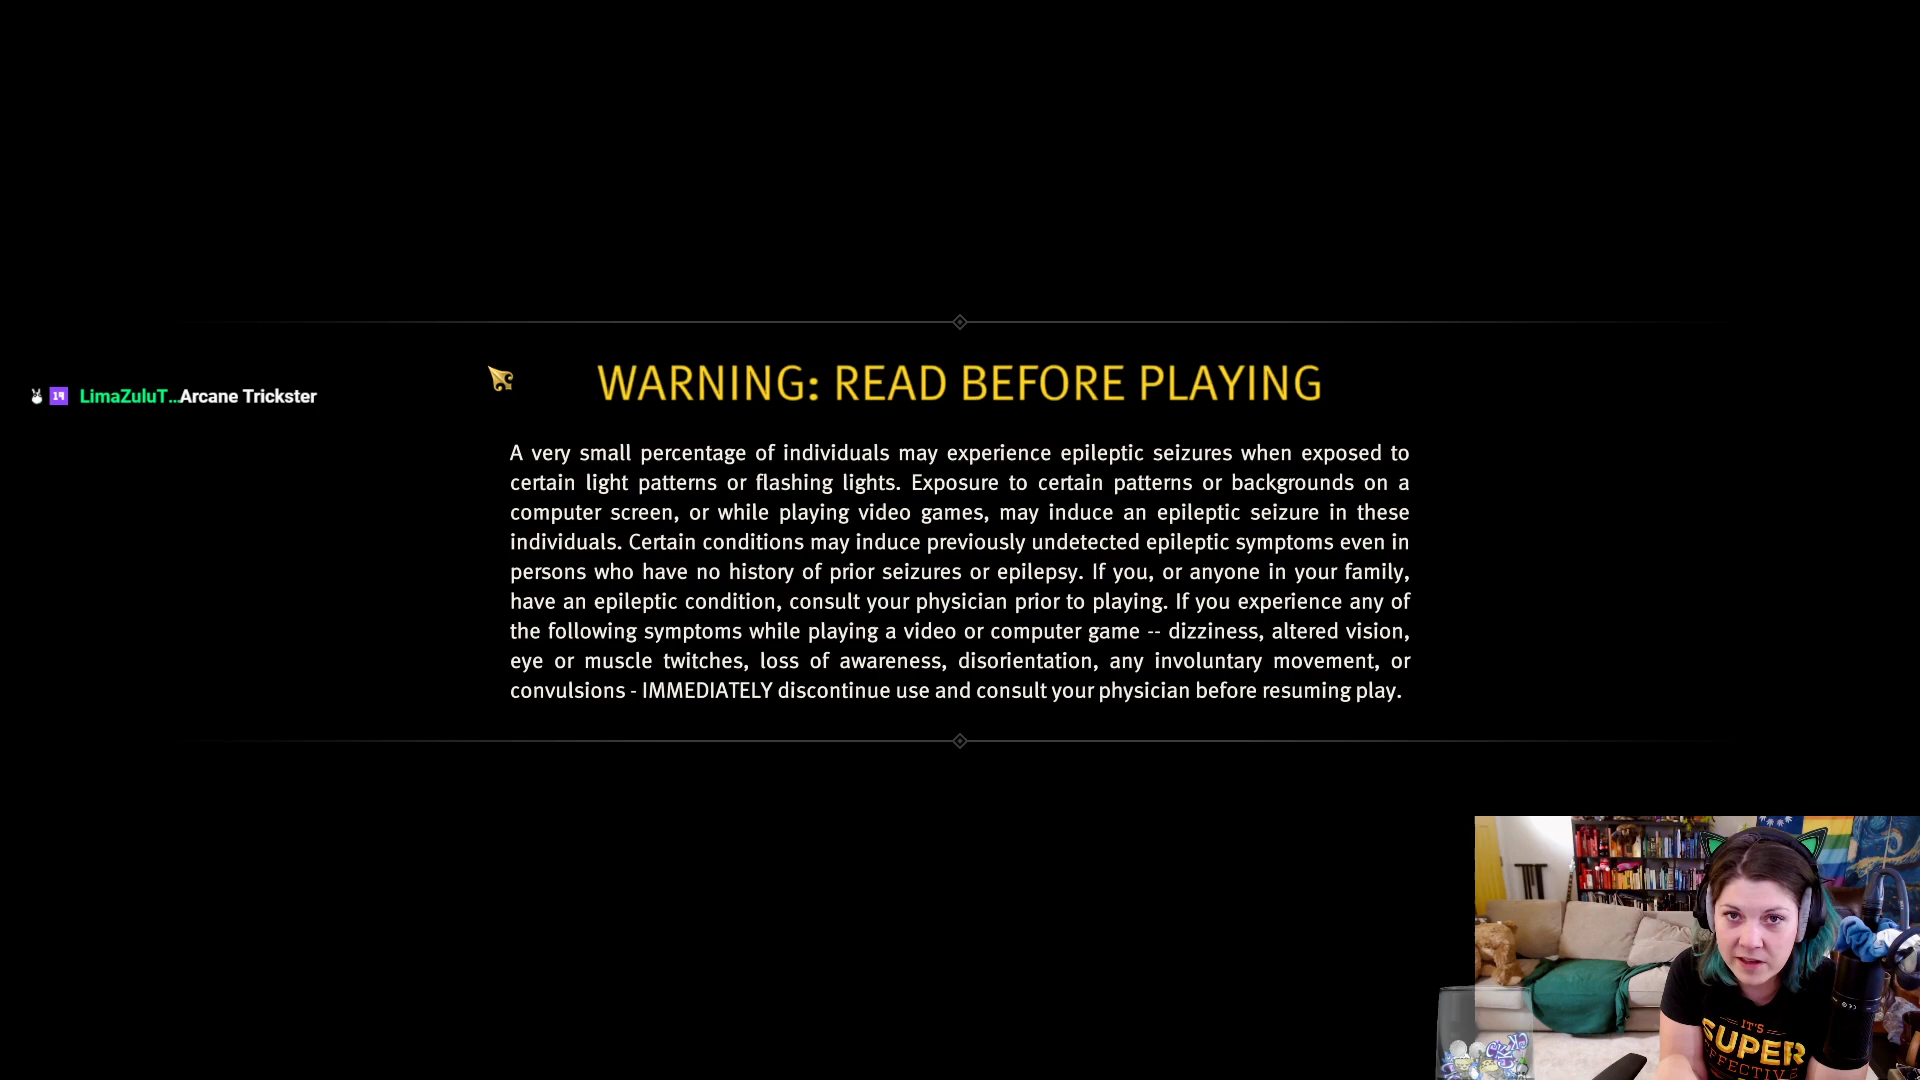 WARNING: READ BEFORE PLAYING
19 LimaZuluT...Arcane Trickster
A very small percentage of individuals may experience epileptic seizures when exposed to
certain light patterns or flashing lights. Exposure to certain patterns or backgrounds on a
computer screen, or while playing video games, may induce an epileptic seizure in these
individuals. Certain conditions may induce previously undetected epileptic symptoms even in
persons who have no history of prior seizures or epilepsy. If you, or anyone in your family,
have an epileptic condition, consult your physician prior to playing. If you experience any of
the following symptoms while playing a video or computer game -- dizziness, altered vision,
eye or muscle twitches, loss of awareness, disorientation, any involuntary movement, or
convulsions - IMMEDIATELY discontinue use and consult your physician before resuming play.
IT'S
SUPER
EFFECTIVE